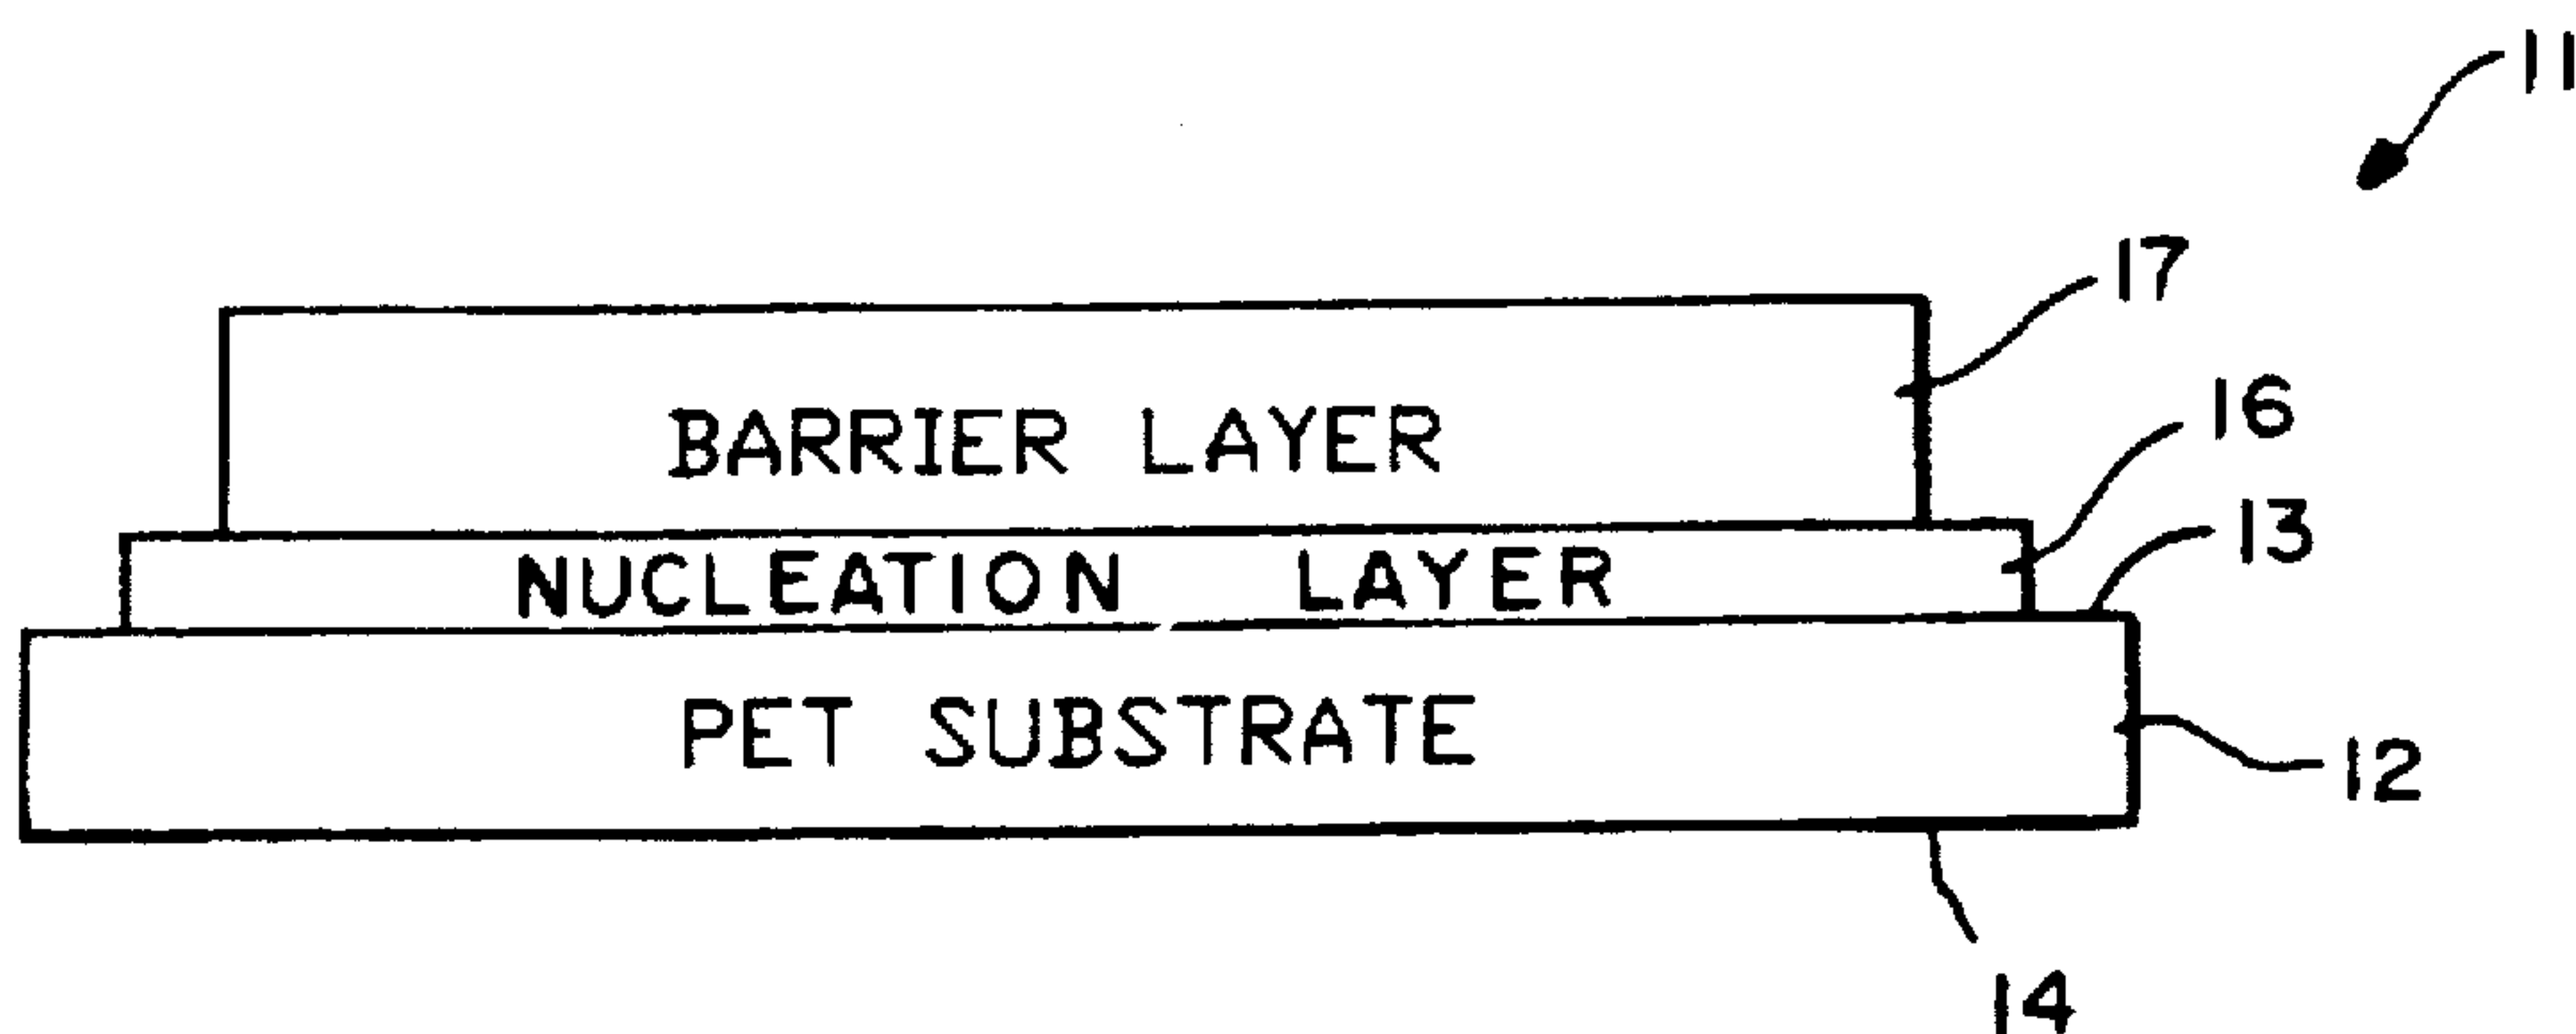 11
17
BARRIER LAYER
16
13
NUCLEATION LAYER
PET SUBSTRATE
12
14